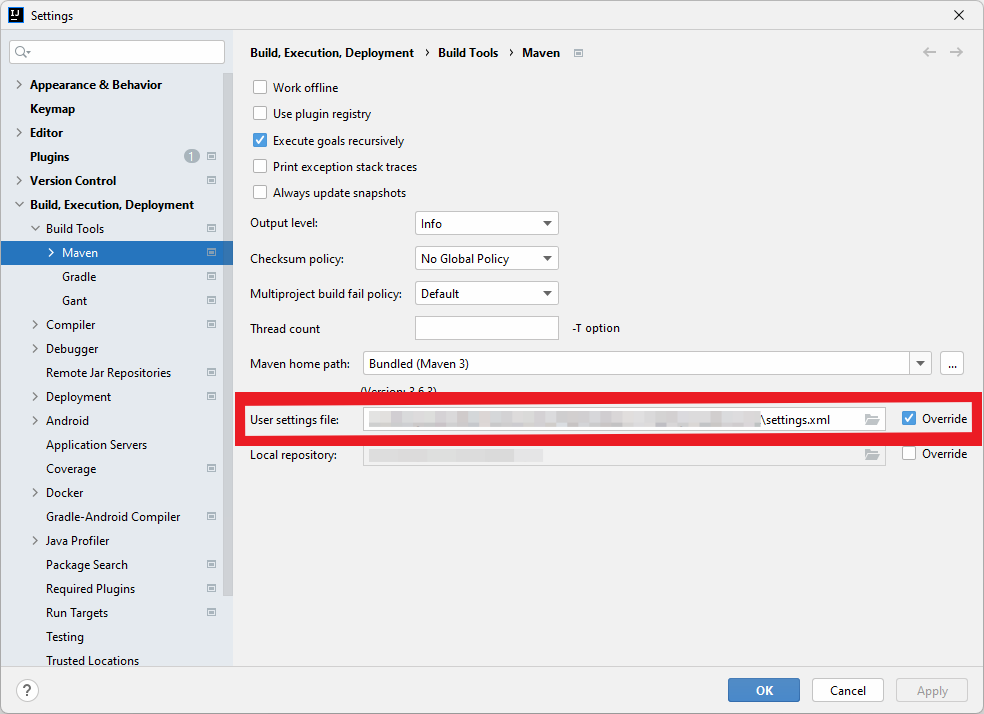 Settings
Build, Execution, Deployment › Build Tools › Maven
Appearance & Behavior
Keymap
Editor
Plugins 1
Version Control
Build, Execution, Deployment
Build Tools
Maven
Gradle
Gant
Compiler
Debugger
Remote Jar Repositories
Deployment
Android
Application Servers
Coverage
Docker
Gradle-Android Compiler
Java Profiler
Package Search
Required Plugins
Run Targets
Testing
Trusted Locations
Work offline
Use plugin registry
Execute goals recursively
Print exception stack traces
Always update snapshots
Output level: Info
Checksum policy: No Global Policy
Multiproject build fail policy: Default
Thread count -T option
Maven home path: Bundled (Maven 3) ...
(Version: 3.6.3)
User settings file: \settings.xml Override
Local repository: Override
? OK Cancel Apply